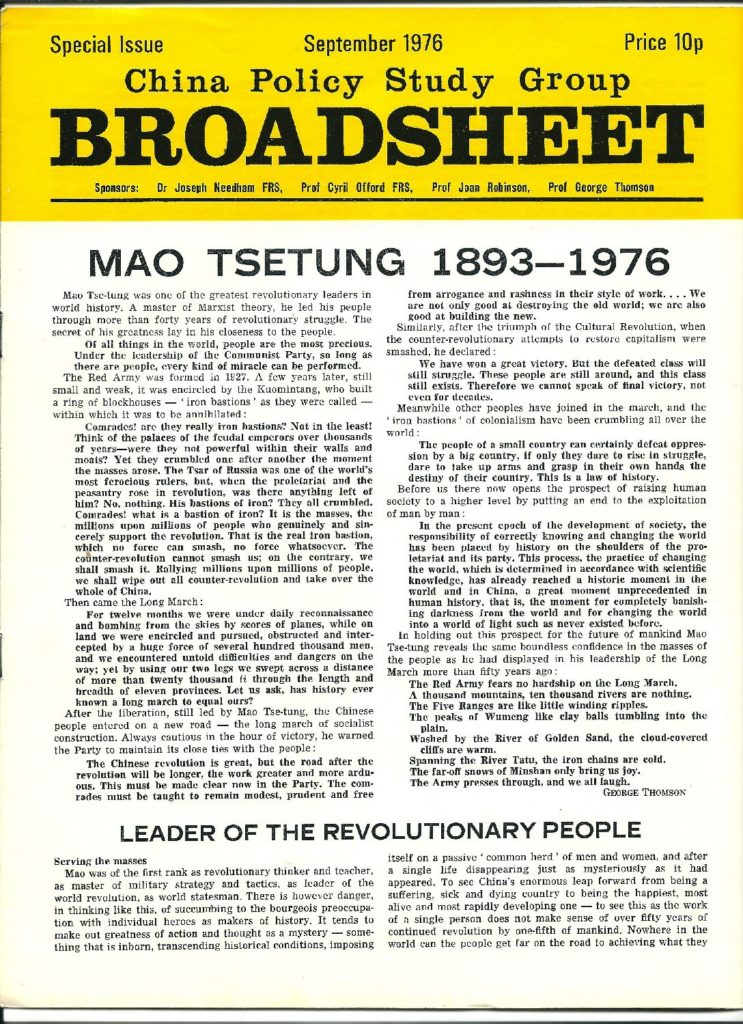 Special Issue
September 1976
Price 10p
China Policy Study Group
BROADSHEET
Sponsors: Dr Joseph Needham FRS, Prof Cyril Offord FRS, Prof Joan Robinson, Prof George Thomson
MAO TSETUNG 1893—1976
Mao Tse-tung was one of the greatest revolutionary leaders in
world history. A master of Marxist theory, he led his people
through more than forty years of revolutionary struggle. The
secret of his greatness lay in his closeness to the people.
Of all things in the world, people are the most precious.
Under the leadership of the Communist Party, so long as
there are people, every kind of miracle can be performed.
The Red Army was formed in 1927. A few years later, still
small and weak, it was encircled by the Kuomintang, who built
a ring of blockhouses — ' iron bastions ' as they were called —
within which it was to be annihilated :
Comrades! are they really iron bastions? Not in the least!
Think of the palaces of the feudal emperors over thousands
of years—were they not powerful within their walls and
moats? Yet they crumbled one after another the moment
the masses arose. The Tsar of Russia was one of the world's
most ferocious rulers, but, when the proletariat and the
peasantry rose in revolution, was there anything left of
him? No, nothing. His bastions of iron? They all crumbled.
Comrades! what is a bastion of iron? It is the masses, the
millions upon millions of people who genuinely and sin-
cerely support the revolution. That is the real iron bastion,
which no force can smash, no force whatsoever. The
counter-revolution cannot smash us; on the contrary, we
shall smash it. Rallying millions upon millions of people,
we shall wipe out all counter-revolution and take over the
whole of China.
Then came the Long March :
For twelve months we were under daily reconnaissance
and bombing from the skies by scores of planes, while on
land we were encircled and pursued, obstructed and inter-
cepted by a huge force of several hundred thousand men,
and we encountered untold difficulties and dangers on the
way; yet by using our two legs we swept across a distance
of more than twenty thousand li through the length and
breadth of eleven provinces. Let us ask, has history ever
known a long march to equal ours?
After the liberation, still led by Mao Tse-tung, the Chinese
people entered on a new road — the long march of socialist
construction. Always cautious in the hour of victory, he warned
the Party to maintain its close ties with the people :
The Chinese revolution is great, but the road after the
revolution will be longer, the work greater and more ardu-
ous. This must be made clear now in the Party. The com-
rades must be taught to remain modest, prudent and free
from arrogance and rashness in their style of work. . . . We
are not only good at destroying the old world; we are also
good at building the new.
Similarly, after the triumph of the Cultural Revolution, when
the counter-revolutionary attempts to restore capitalism were
smashed, he declared :
We have won a great victory. But the defeated class will
still struggle. These people are still around, and this class
still exists. Therefore we cannot speak of final victory, not
even for decades.
Meanwhile other peoples have joined in the march, and the
' iron bastions ' of colonialism have been crumbling all over the
world :
The people of a small country can certainly defeat oppres-
sion by a big country, if only they dare to rise in struggle,
dare to take up arms and grasp in their own hands the
destiny of their country. This is a law of history.
Before us there now opens the prospect of raising human
society to a higher level by putting an end to the exploitation
of man by man :
In the present epoch of the development of society, the
responsibility of correctly knowing and changing the world
has been placed by history on the shoulders of the pro-
letariat and its party. This process, the practice of changing
the world, which is determined in accordance with scientific
knowledge, has already reached a historic moment in the
world and in China, a great moment unprecedented in
human history, that is, the moment for completely banish-
ing darkness from the world and for changing the world
into a world of light such as never existed before.
In holding out this prospect for the future of mankind Mao
Tse-tung reveals the same boundless confidence in the masses of
the people as he had displayed in his leadership of the Long
March more than fifty years ago :
The Red Army fears no hardship on the Long March.
A thousand mountains, ten thousand rivers are nothing.
The Five Ranges are like little winding ripples.
The peaks of Wumeng like clay balls tumbling into the
plain.
Washed by the River of Golden Sand, the cloud-covered
cliffs are warm.
Spanning the River Tatu, the iron chains are cold.
The far-off snows of Minshan only bring us joy.
The Army presses through, and we all laugh.
GEORGE THOMSON
LEADER OF THE REVOLUTIONARY PEOPLE
Serving the masses
Mao was of the first rank as revolutionary thinker and teacher,
as master of military strategy and tactics, as leader of the
world revolution, as world statesman. There is however danger,
in thinking like this, of succumbing to the bourgeois preoccupa-
tion with individual heroes as makers of history. It tends to
make out greatness of action and thought as a mystery — some-
thing that is inborn, transcending historical conditions, imposing
itself on a passive ' common herd ' of men and women, and after
a single life disappearing just as mysteriously as it had
appeared. To see China's enormous leap forward from being a
suffering, sick and dying country to being the happiest, most
alive and most rapidly developing one — to see this as the work
of a single person does not make sense of over fifty years of
continued revolution by one-fifth of mankind. Nowhere in the
world can the people get far on the road to achieving what they